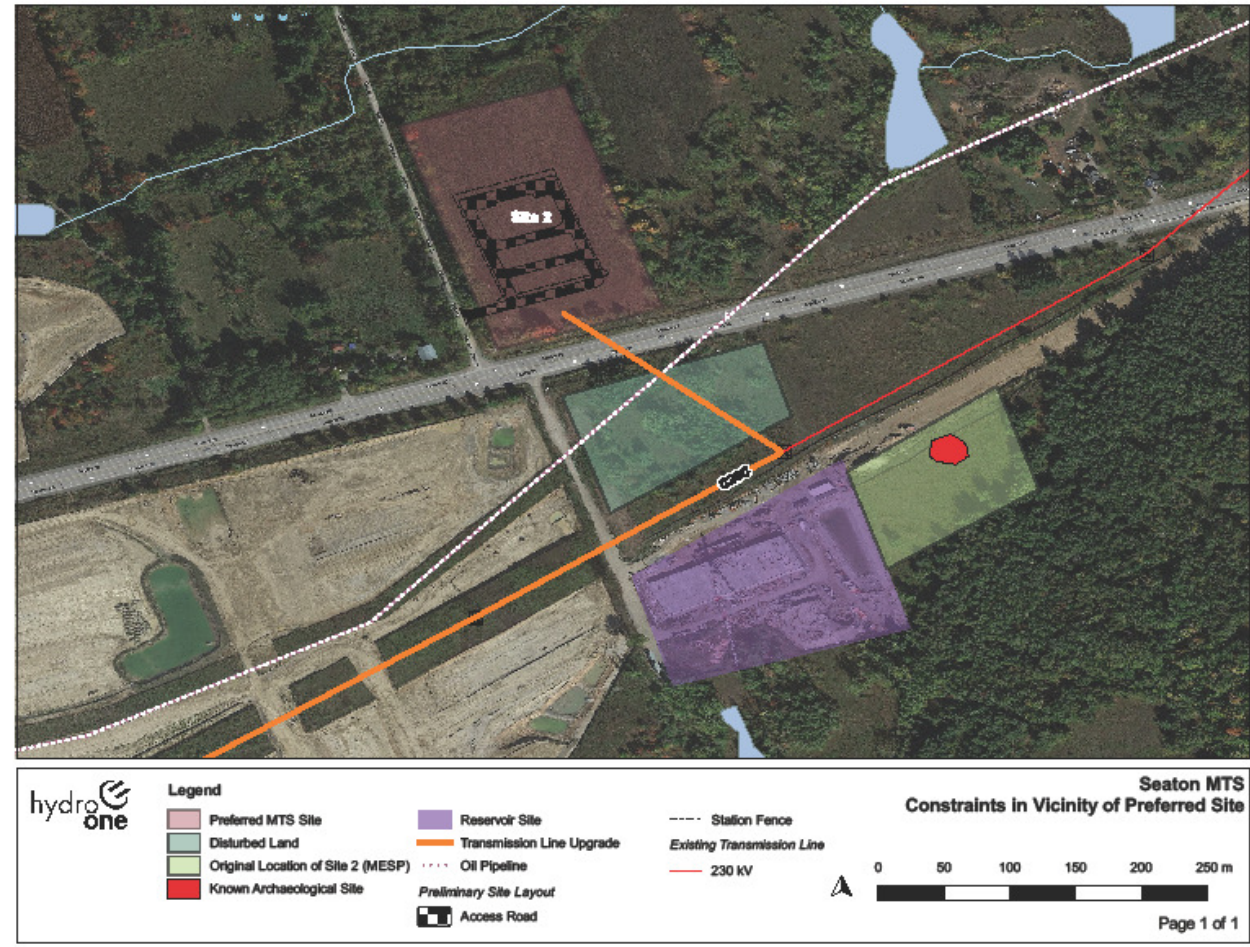 Site 2
hydro
one
Legend
Preferred MTS Site
Disturbed Land
Original Location of Site 2 (MESP)
Known Archaeological Site
Reservoir Site
Transmission Line Upgrade
Oil Pipeline
Preliminary Site Layout
Access Road
Station Fence
Existing Transmission Line
230 kV
Seaton MTS
Constraints in Vicinity of Preferred Site
0 50 100 150 200 250 m
Page 1 of 1